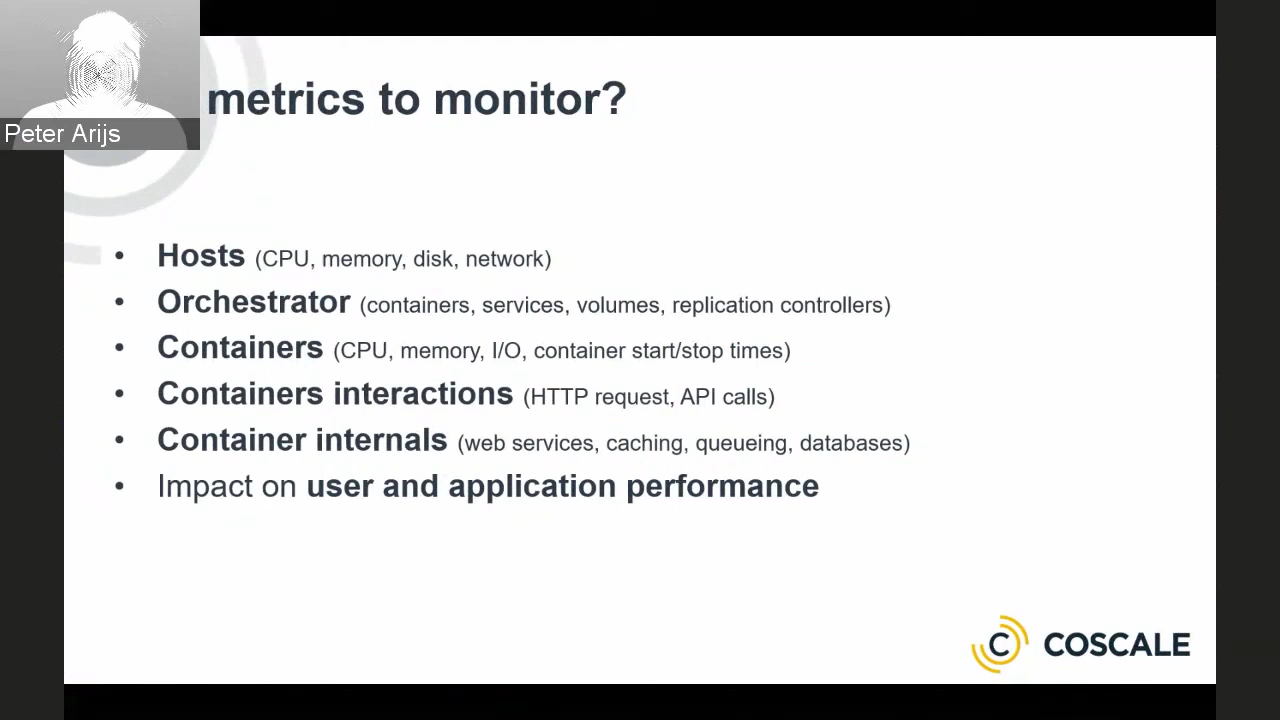 Peter Arijs
metrics to monitor?
• Hosts (CPU, memory, disk, network)
• Orchestrator (containers, services, volumes, replication controllers)
• Containers (CPU, memory, I/O, container start/stop times)
• Containers interactions (HTTP request, API calls)
• Container internals (web services, caching, queueing, databases)
• Impact on user and application performance
C COSCALE